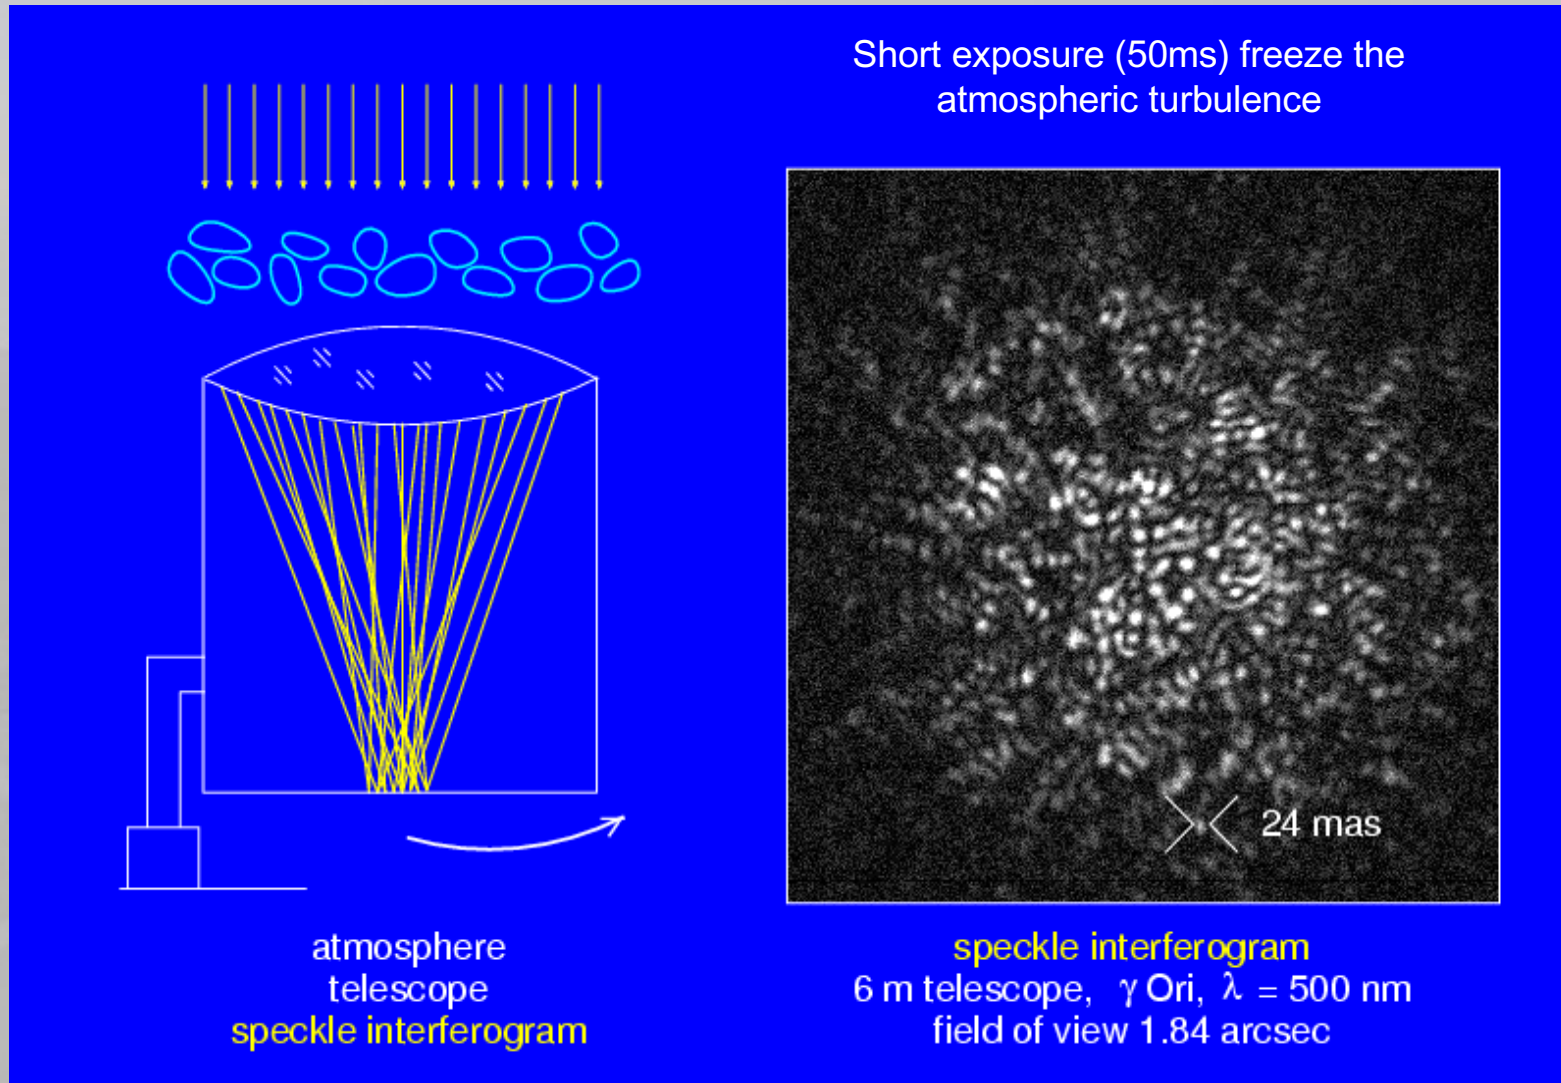 Short exposure (50ms) freeze the
atmospheric turbulence
24 mas
atmosphere
telescope
speckle interferogram
speckle interferogram
6 m telescope, γ Ori, λ = 500 nm
field of view 1.84 arcsec